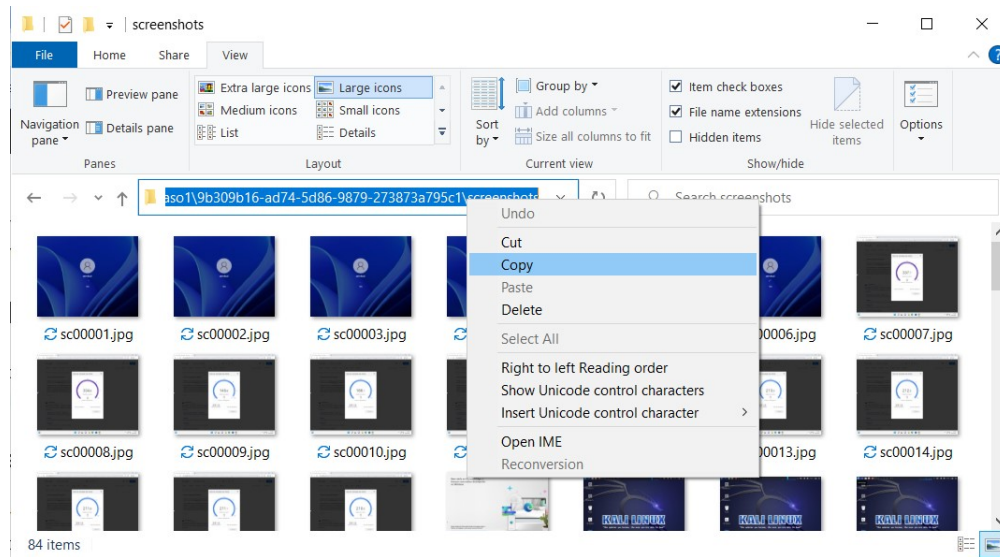 screenshots
File Home Share View
Preview pane
Details pane
Navigation pane
Panes
Extra large icons Large icons
Medium icons Small icons
List Details
Layout
Sort by
Group by
Add columns
Size all columns to fit
Current view
Item check boxes
File name extensions
Hidden items
Hide selected items
Show/hide
Options
aso1\9b309b16-ad74-5d86-9879-273873a795c1\screenshots
Search screenshots
Undo
Cut
Copy
Paste
Delete
Select All
Right to left Reading order
Show Unicode control characters
Insert Unicode control character
Open IME
Reconversion
sc00001.jpg sc00002.jpg sc00003.jpg 00006.jpg sc00007.jpg
sc00008.jpg sc00009.jpg sc00010.jpg 00013.jpg sc00014.jpg
KALI LINUX KALI LINUX KALI LINUX
84 items